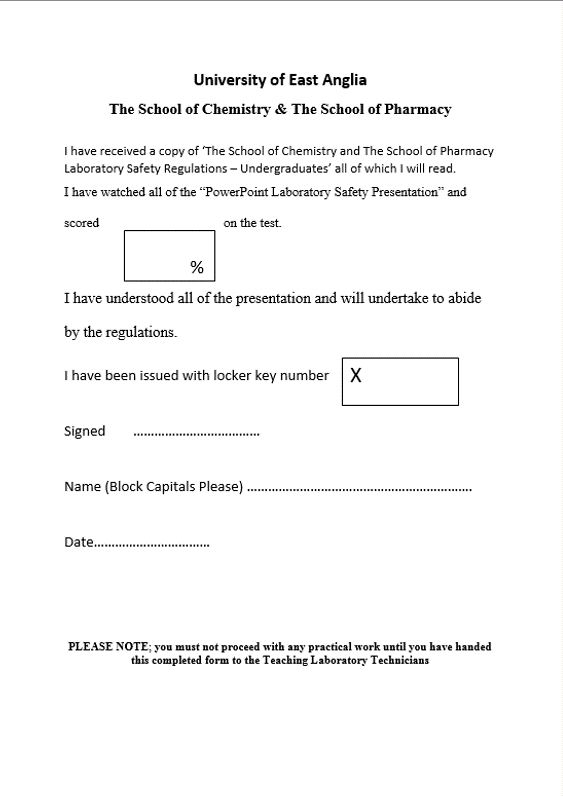 University of East Anglia
The School of Chemistry & The School of Pharmacy
I have received a copy of ‘The School of Chemistry and The School of Pharmacy
Laboratory Safety Regulations – Undergraduates’ all of which I will read.
I have watched all of the “PowerPoint Laboratory Safety Presentation” and
scored on the test.
%
I have understood all of the presentation and will undertake to abide
by the regulations.
I have been issued with locker key number X
Signed ………………………………
Name (Block Capitals Please) ……………………………………………………….
Date……………………………
PLEASE NOTE; you must not proceed with any practical work until you have handed
this completed form to the Teaching Laboratory Technicians